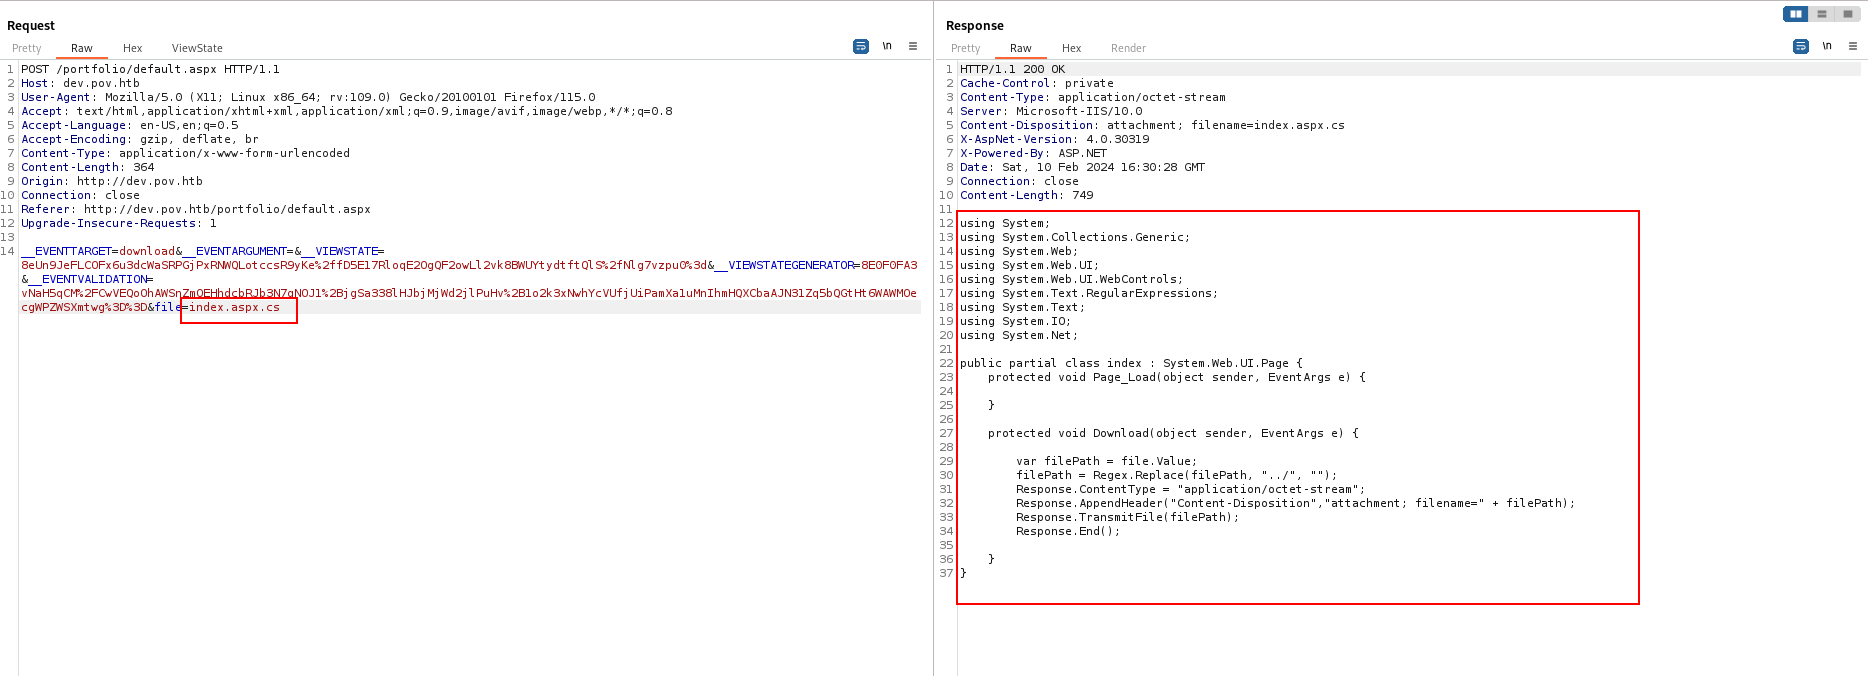 Request
Pretty Raw Hex ViewState
\n
1 POST /portfolio/default.aspx HTTP/1.1
2 Host: dev.pov.htb
3 User-Agent: Mozilla/5.0 (X11; Linux x86_64; rv:109.0) Gecko/20100101 Firefox/115.0
4 Accept: text/html,application/xhtml+xml,application/xml;q=0.9,image/avif,image/webp,*/*;q=0.8
5 Accept-Language: en-US,en;q=0.5
6 Accept-Encoding: gzip, deflate, br
7 Content-Type: application/x-www-form-urlencoded
8 Content-Length: 364
9 Origin: http://dev.pov.htb
10 Connection: close
11 Referer: http://dev.pov.htb/portfolio/default.aspx
12 Upgrade-Insecure-Requests: 1
13
14 __EVENTTARGET=download&__EVENTARGUMENT=&__VIEWSTATE=
8eUn9JeFLCOFx6u3dcWaSRPGjPxRNWQLotccsR9yKe%2ffD5E17RloqE2OgQF2owLl2vk8BWUYtydtftQlS%2fNlg7vzpu0%3d&__VIEWSTATEGENERATOR=8E0F0FA3
&__EVENTVALIDATION=
vNaH5qCM%2FCwVEQoOhAWSnZmOEHhdcbRJb3N7gNOJ1%2BjgSa338lHJbjMjWd2jlPuHv%2B1o2k3xNwhYcVUfjUiPamXa1uMnIhmHQXCbaAJN31Zq5bQGtHt6WAWMOe
cgWPZWSXmtwg%3D%3D&file=index.aspx.cs
Response
Pretty Raw Hex Render
\n
1 HTTP/1.1 200 OK
2 Cache-Control: private
3 Content-Type: application/octet-stream
4 Server: Microsoft-IIS/10.0
5 Content-Disposition: attachment; filename=index.aspx.cs
6 X-AspNet-Version: 4.0.30319
7 X-Powered-By: ASP.NET
8 Date: Sat, 10 Feb 2024 16:30:28 GMT
9 Connection: close
10 Content-Length: 749
11
12 using System;
13 using System.Collections.Generic;
14 using System.Web;
15 using System.Web.UI;
16 using System.Web.UI.WebControls;
17 using System.Text.RegularExpressions;
18 using System.Text;
19 using System.IO;
20 using System.Net;
21
22 public partial class index : System.Web.UI.Page {
23 protected void Page_Load(object sender, EventArgs e) {
24
25 }
26
27 protected void Download(object sender, EventArgs e) {
28
29 var filePath = file.Value;
30 filePath = Regex.Replace(filePath, "../", "");
31 Response.ContentType = "application/octet-stream";
32 Response.AppendHeader("Content-Disposition","attachment; filename=" + filePath);
33 Response.TransmitFile(filePath);
34 Response.End();
35
36 }
37 }